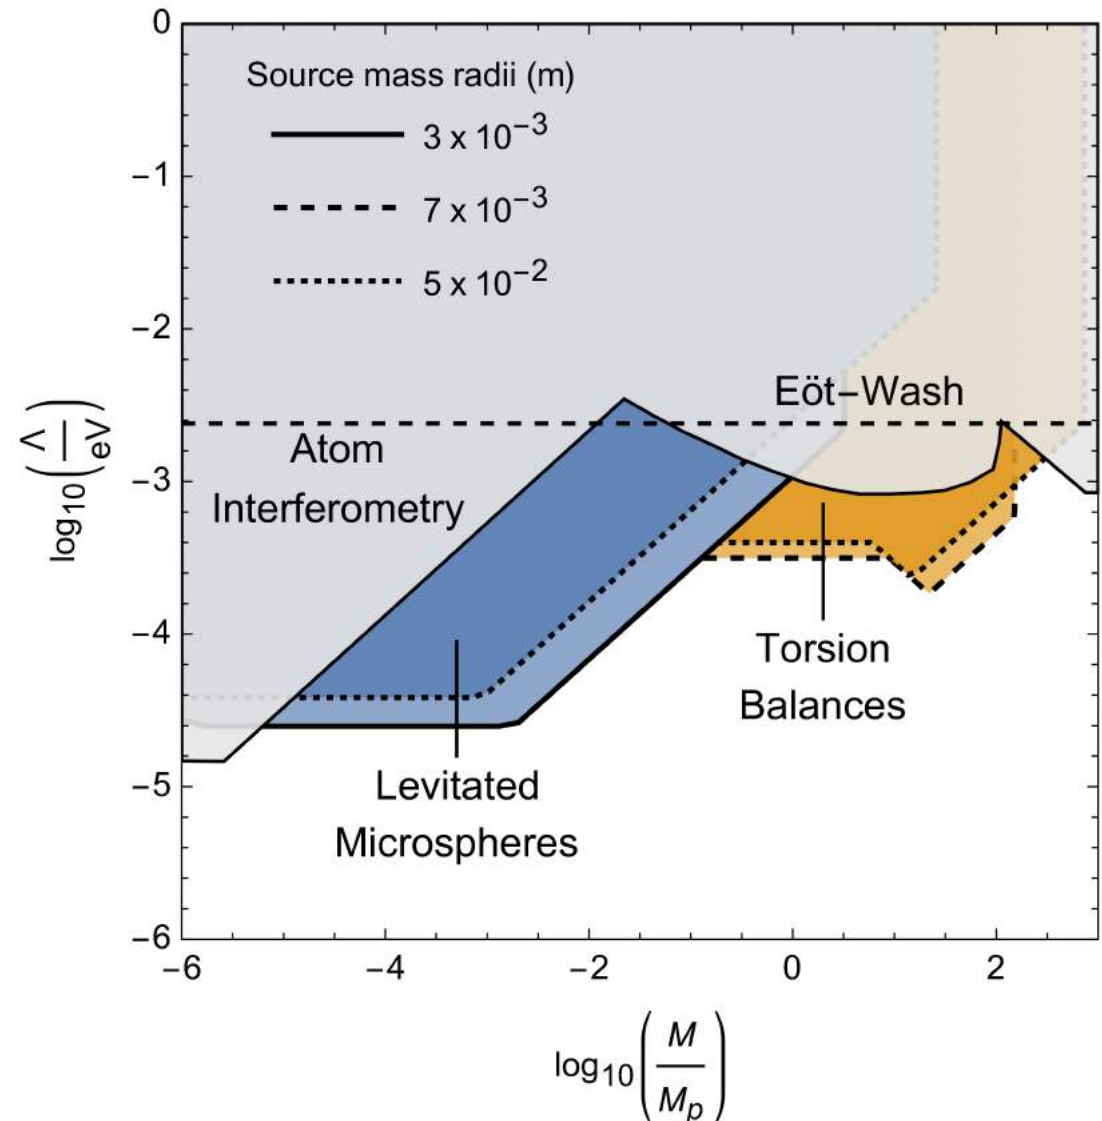 0
−1
−2
−3
−4
−5
−6
log10(Λ/eV)
Source mass radii (m)
3 x 10−3
7 x 10−3
5 x 10−2
Eöt−Wash
Atom
Interferometry
Torsion
Balances
Levitated
Microspheres
−6 −4 −2 0 2
log10(M/Mp)